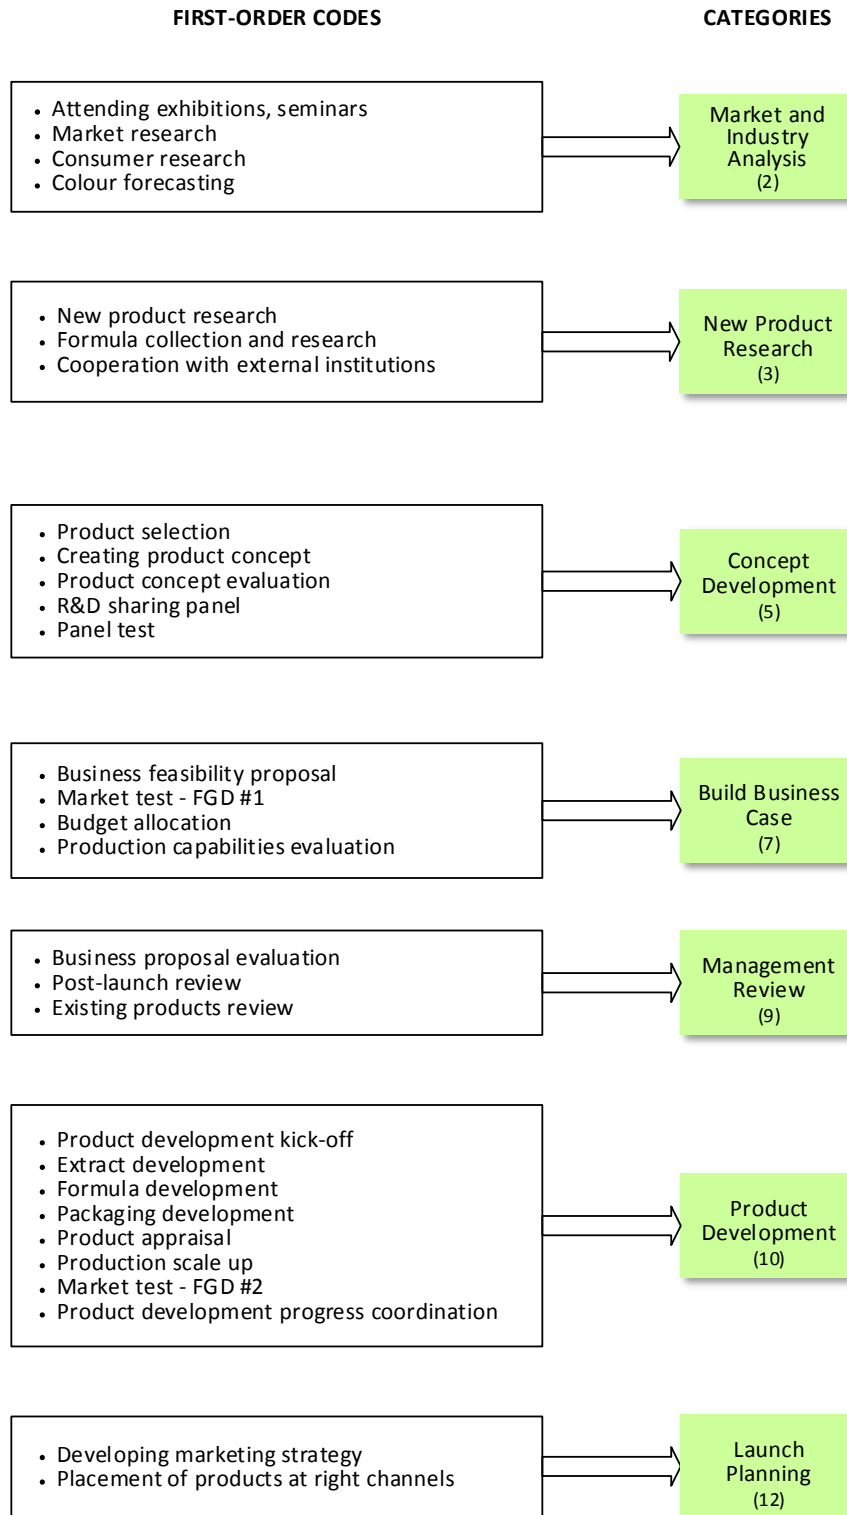 FIRST-ORDER CODES
CATEGORIES
• Attending exhibitions, seminars
• Market research
• Consumer research
• Colour forecasting
Market and
Industry
Analysis
(2)
• New product research
• Formula collection and research
• Cooperation with external institutions
New Product
Research
(3)
• Product selection
• Creating product concept
• Product concept evaluation
• R&D sharing panel
• Panel test
Concept
Development
(5)
• Business feasibility proposal
• Market test - FGD #1
• Budget allocation
• Production capabilities evaluation
Build Business
Case
(7)
• Business proposal evaluation
• Post-launch review
• Existing products review
Management
Review
(9)
• Product development kick-off
• Extract development
• Formula development
• Packaging development
• Product appraisal
• Production scale up
• Market test - FGD #2
• Product development progress coordination
Product
Development
(10)
• Developing marketing strategy
• Placement of products at right channels
Launch
Planning
(12)